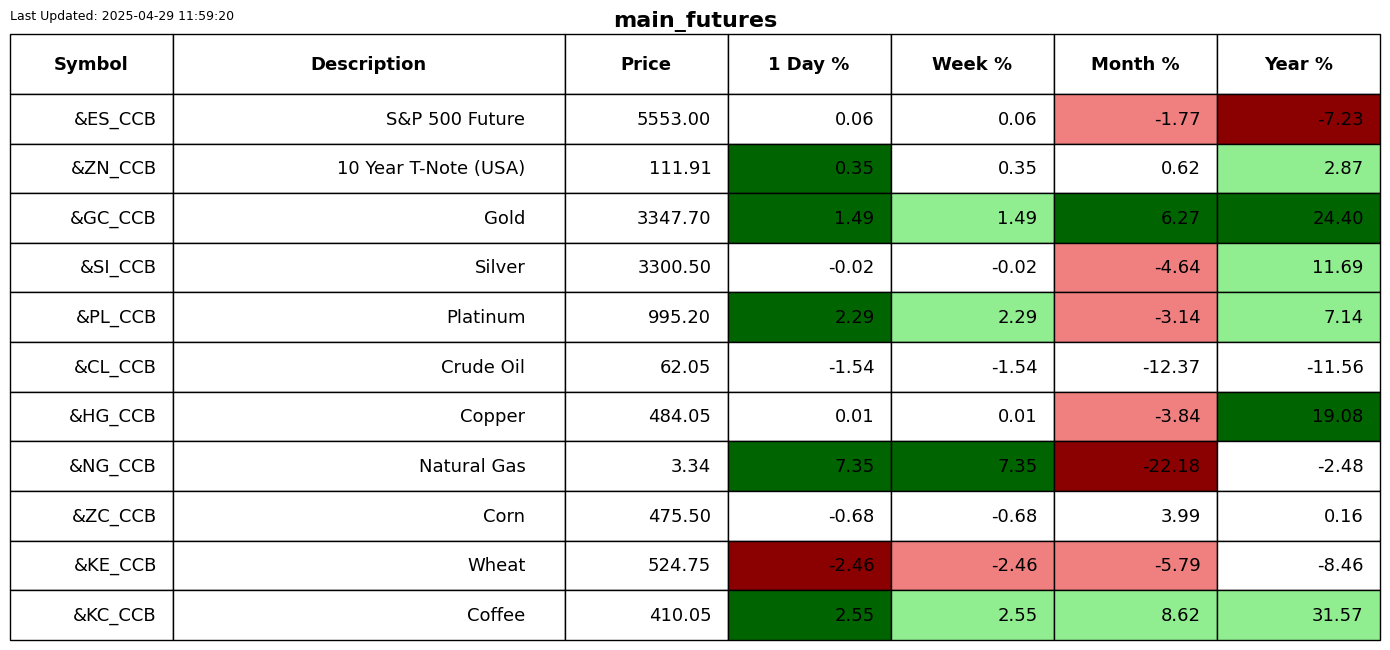 Last Updated: 2025-04-29 11:59:20
main_futures
Symbol Description Price 1 Day % Week % Month % Year %
&ES_CCB S&P 500 Future 5553.00 0.06 0.06 -1.77 -7.23
&ZN_CCB 10 Year T-Note (USA) 111.91 0.35 0.35 0.62 2.87
&GC_CCB Gold 3347.70 1.49 1.49 6.27 24.40
&SI_CCB Silver 3300.50 -0.02 -0.02 -4.64 11.69
&PL_CCB Platinum 995.20 2.29 2.29 -3.14 7.14
&CL_CCB Crude Oil 62.05 -1.54 -1.54 -12.37 -11.56
&HG_CCB Copper 484.05 0.01 0.01 -3.84 19.08
&NG_CCB Natural Gas 3.34 7.35 7.35 -22.18 -2.48
&ZC_CCB Corn 475.50 -0.68 -0.68 3.99 0.16
&KE_CCB Wheat 524.75 -2.46 -2.46 -5.79 -8.46
&KC_CCB Coffee 410.05 2.55 2.55 8.62 31.57